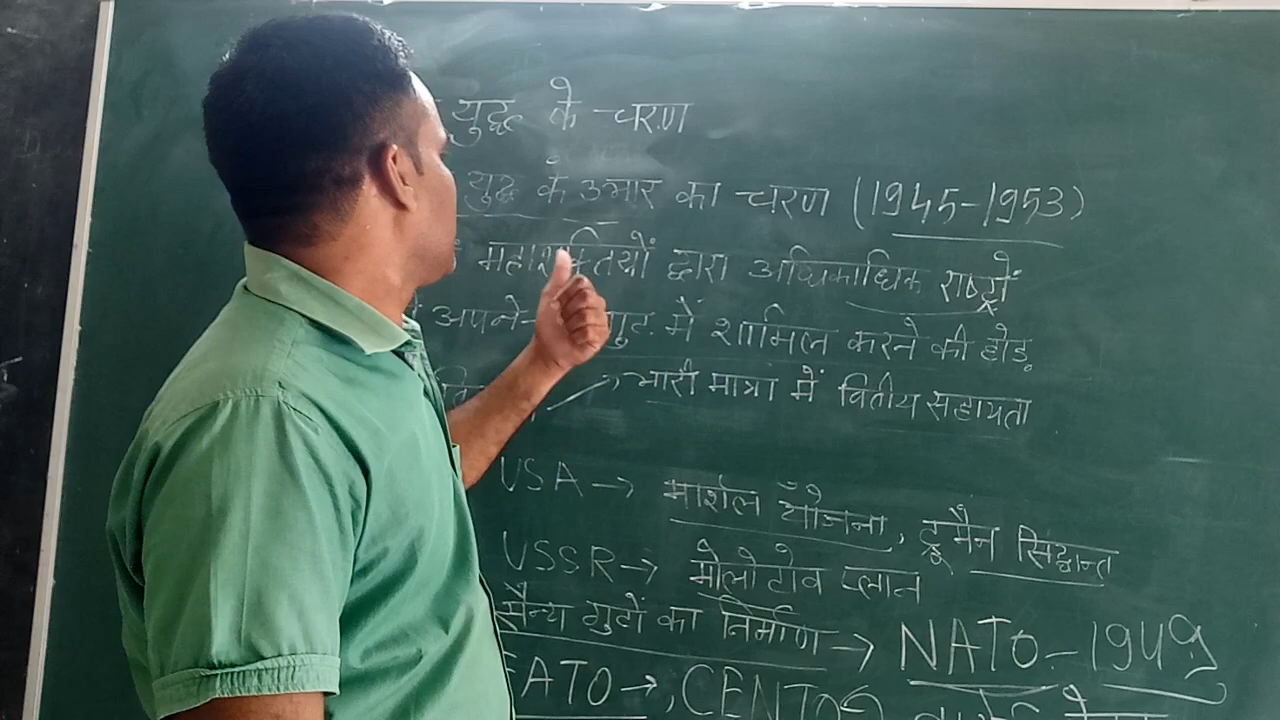 युद्ध के चरण
युद्ध के उभार का चरण (1945-1953)
महाशक्तियों द्वारा अधिकाधिक राष्ट्रों
अपने- गुट में शामिल करने की होड़
भारी मात्रा में वित्तीय सहायता
USA → मार्शल योजना, ट्रूमैन सिद्धान्त
USSR → मोलोटोव प्लान
सैन्य गुटों का निर्माण → NATO - 1949
EATO →, CENTO